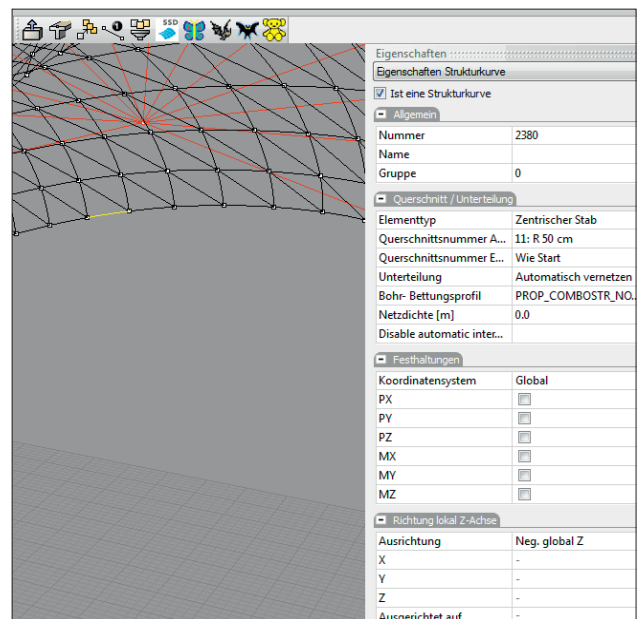 SSD
Eigenschaften
Eigenschaften Strukturkurve
Ist eine Strukturkurve
Allgemein
Nummer 2380
Name
Gruppe 0
Querschnitt / Unterteilung
Elementtyp Zentrischer Stab
Querschnittsnummer A... 11: R 50 cm
Querschnittsnummer E... Wie Start
Unterteilung Automatisch vernetzen
Bohr- Bettungsprofil PROP_COMBOSTR_NO...
Netzdichte [m] 0.0
Disable automatic inter...
Festhaltungen
Koordinatensystem Global
PX
PY
PZ
MX
MY
MZ
Richtung lokal Z-Achse
Ausrichtung Neg. global Z
X -
Y -
Z -
Ausgerichtet auf -